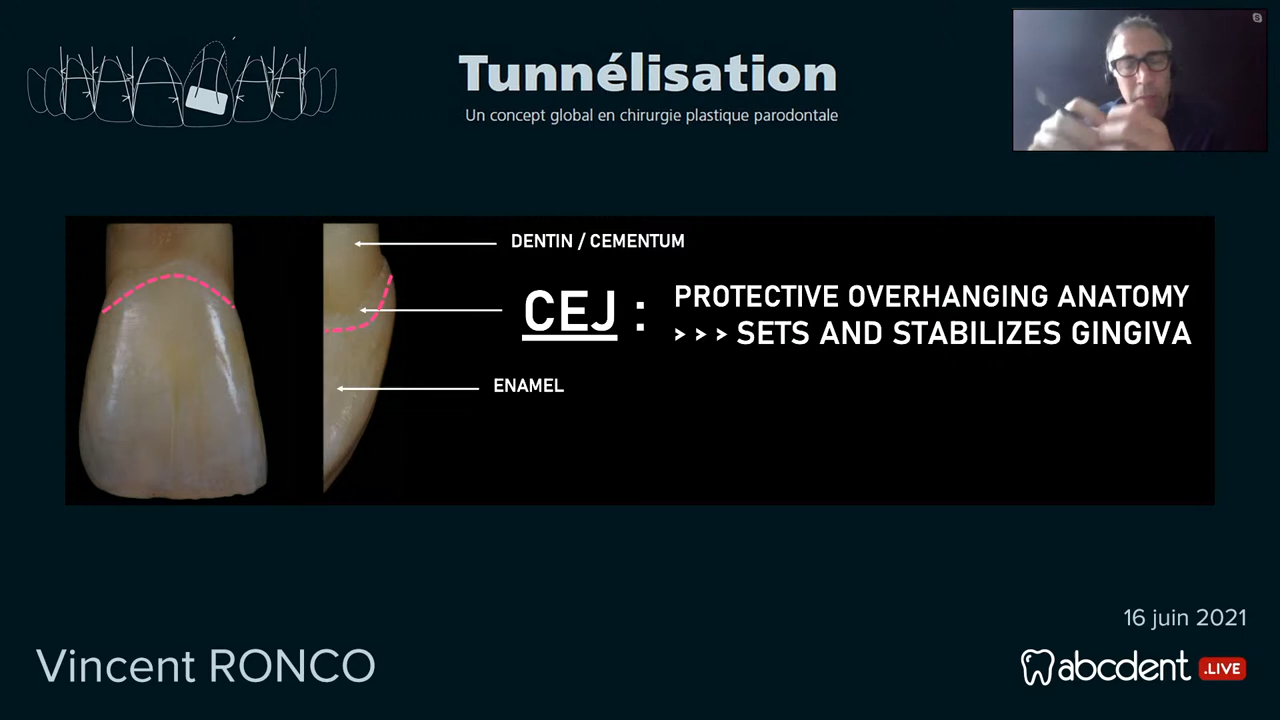 Tunnélisation
Un concept global en chirurgie plastique parodontale
DENTIN / CEMENTUM
CEJ : PROTECTIVE OVERHANGING ANATOMY
> > > SETS AND STABILIZES GINGIVA
ENAMEL
16 juin 2021
Vincent RONCO
abcdent .LIVE